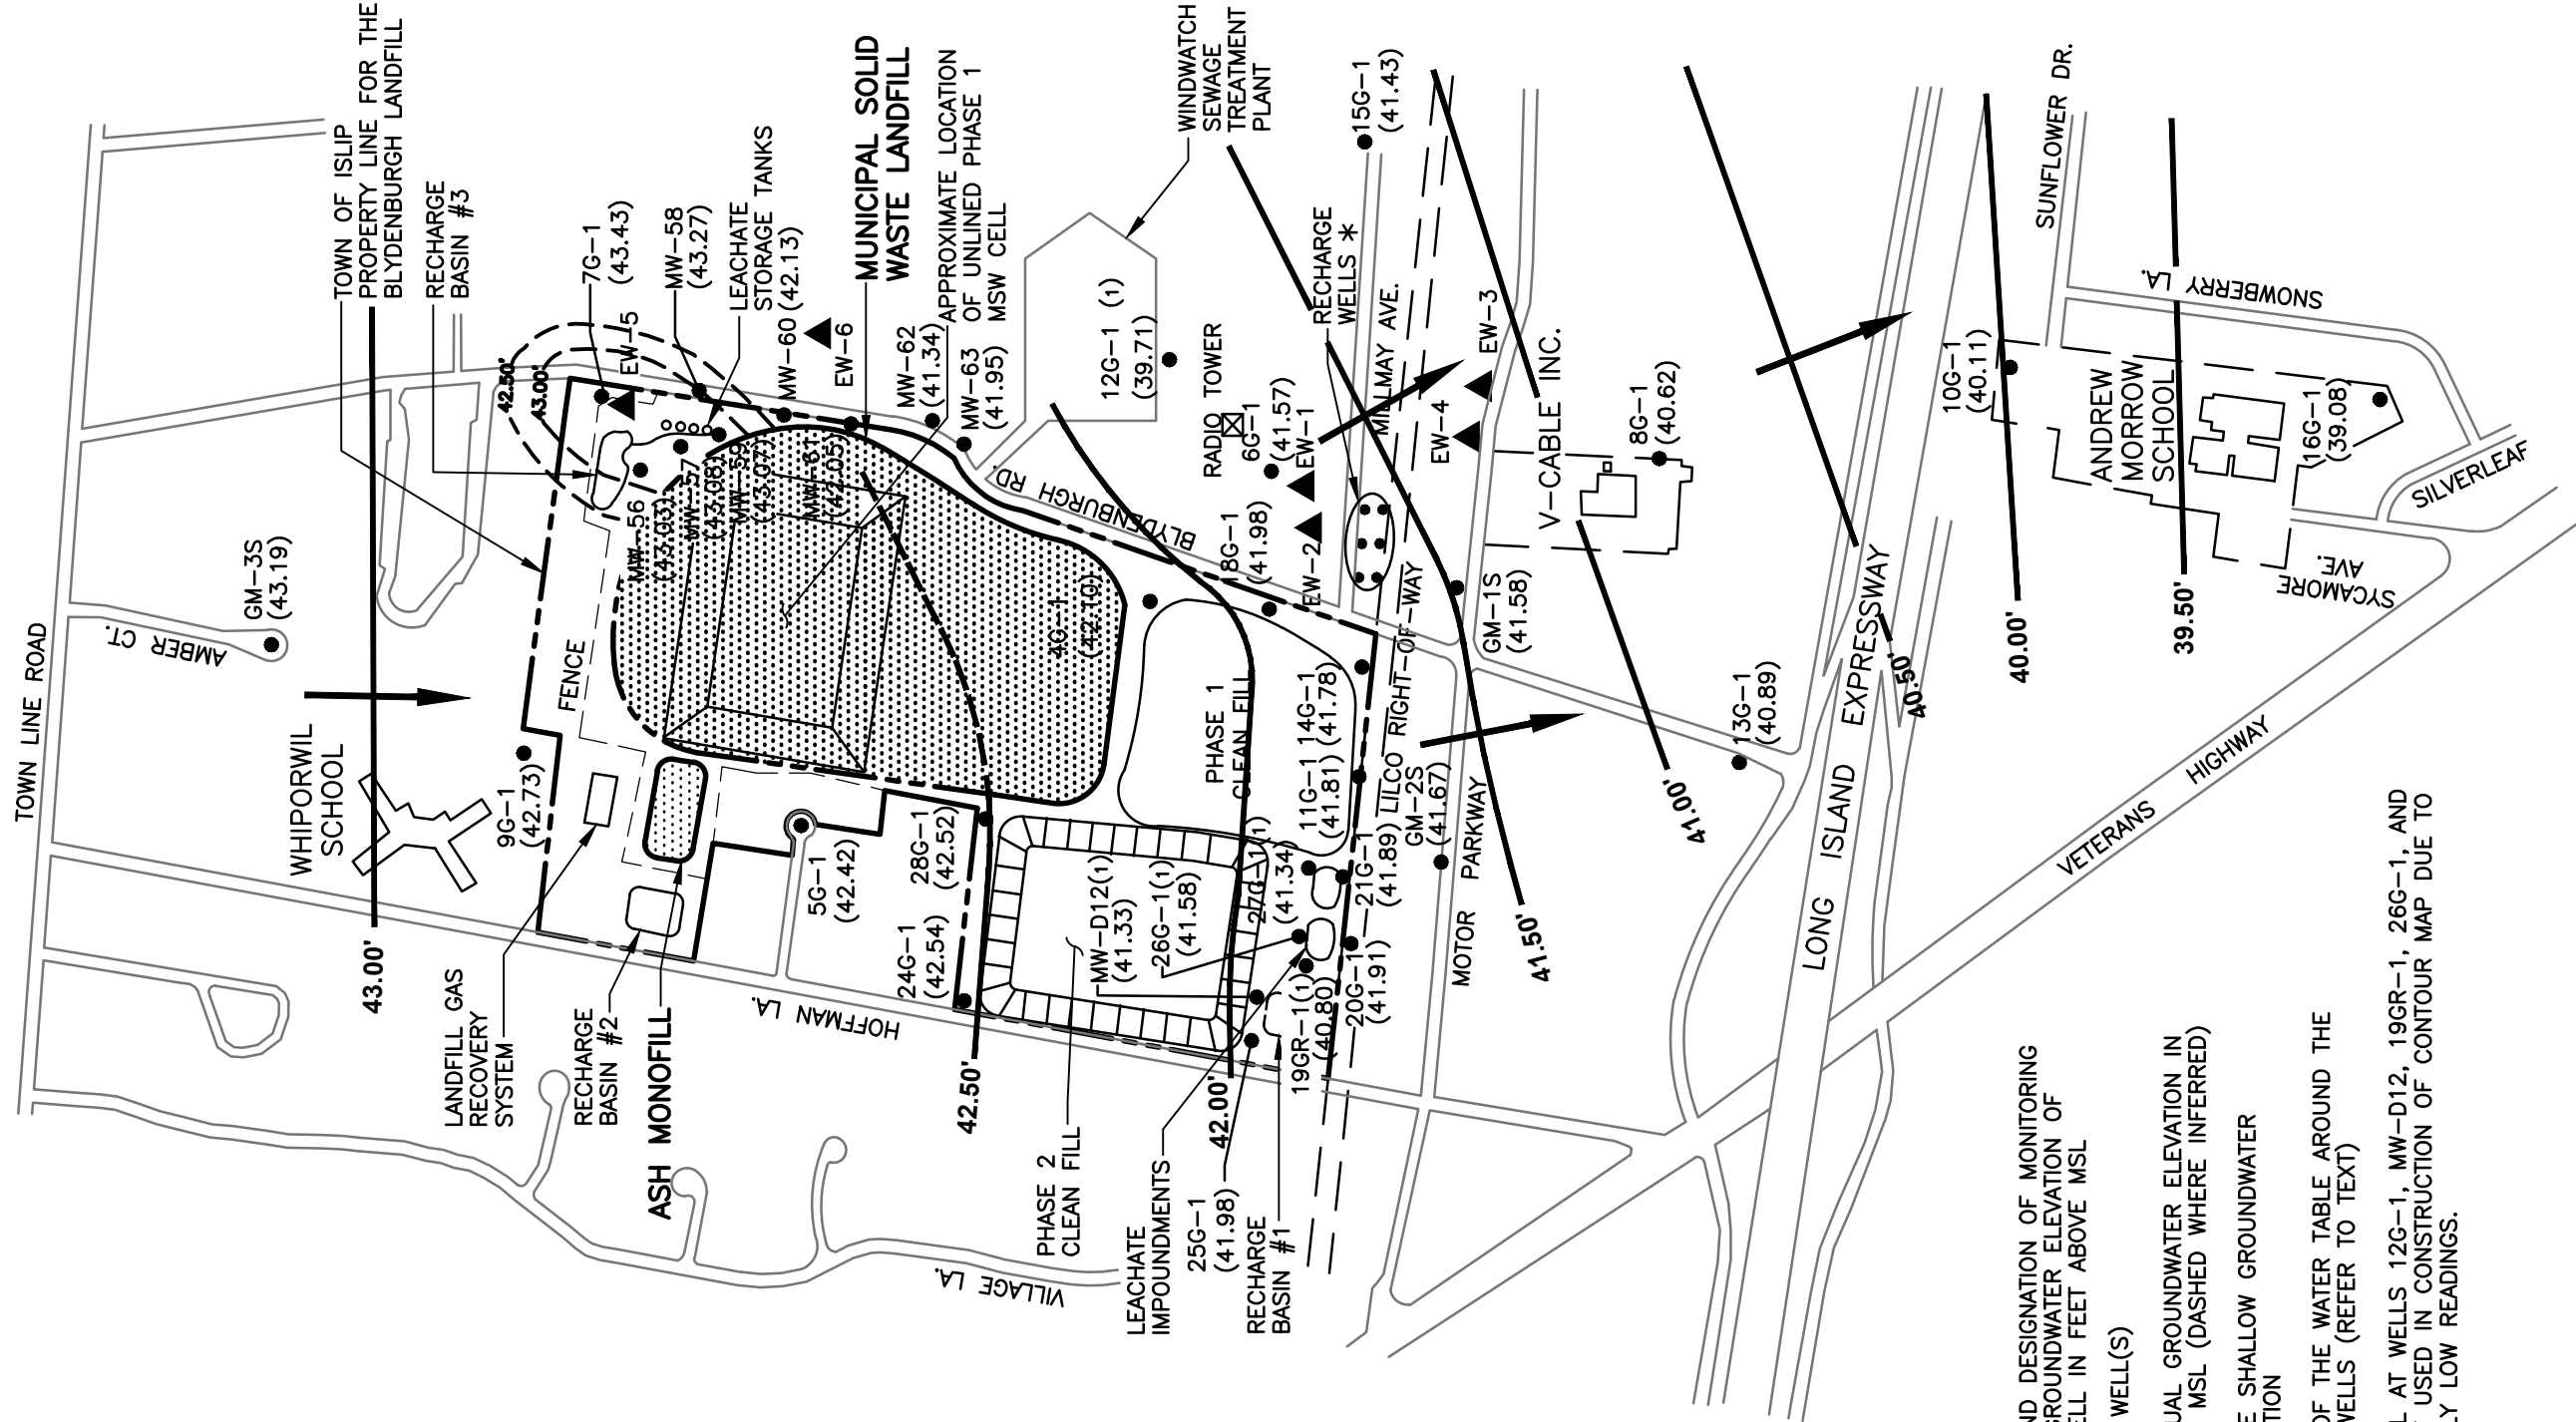 TOWN LINE ROAD
AMBER CT.
GM-3S
(43.19)
TOWN OF ISLIP
PROPERTY LINE FOR THE
BLYDENBURGH LANDFILL
RECHARGE
BASIN #3
7G-1
(43.43)
EW-5
MW-58
(43.27)
LEACHATE
STORAGE TANKS
MW-60 (42.13)
EW-6
MUNICIPAL SOLID
WASTE LANDFILL
MW-62
(41.34)
APPROXIMATE LOCATION
OF UNLINED PHASE 1
MSW CELL
MW-63
(41.95)
42.50'
43.00'
MW-56
(43.03)
MW-57
(43.08)
MW-59
(43.07)
MW-61
(42.05)
WHIPORWIL
SCHOOL
FENCE
9G-1
(42.73)
43.00'
LANDFILL GAS
RECOVERY
SYSTEM
RECHARGE
BASIN #2
ASH MONOFILL
5G-1
(42.42)
28G-1
(42.52)
24G-1
(42.54)
HOFFMAN LA.
42.50'
4G-1
(42.10)
BLYDENBURGH RD.
12G-1 (1)
(39.71)
WINDWATCH
SEWAGE
TREATMENT
PLANT
15G-1
(41.43)
RADIO TOWER
6G-1
(41.57)
EW-1
RECHARGE
WELLS *
18G-1
(41.98)
EW-2
MILLMAY AVE.
EW-4
EW-3
PHASE 1
CLEAN FILL
MW-D12(1)
(41.33)
26G-1(1)
(41.58)
27G-1(1)
(41.34)
11G-1
(41.81)
14G-1
(41.78)
LILCO RIGHT-OF-WAY
21G-1
(41.89)
GM-2S
(41.67)
GM-1S
(41.58)
19GR-1(1)
(40.80)
20G-1
(41.91)
42.00'
PHASE 2
CLEAN FILL
LEACHATE
IMPOUNDMENTS
25G-1
(41.98)
RECHARGE
BASIN #1
VILLAGE LA.
MOTOR PARKWAY
41.50'
V-CABLE INC.
8G-1
(40.62)
41.00'
13G-1
(40.89)
LONG ISLAND EXPRESSWAY
40.50'
VETERANS HIGHWAY
10G-1
(40.11)
40.00'
SUNFLOWER DR.
ANDREW
MORROW
SCHOOL
SNOWBERRY LA.
39.50'
16G-1
(39.08)
SYCAMORE
AVE.
SILVERLEAF
ND DESIGNATION OF MONITORING
GROUNDWATER ELEVATION OF
ELL IN FEET ABOVE MSL
WELL(S)
UAL GROUNDWATER ELEVATION IN
MSL (DASHED WHERE INFERRED)
E SHALLOW GROUNDWATER
TION
OF THE WATER TABLE AROUND THE
WELLS (REFER TO TEXT)
L AT WELLS 12G-1, MW-D12, 19GR-1, 26G-1, AND
USED IN CONSTRUCTION OF CONTOUR MAP DUE TO
LY LOW READINGS.